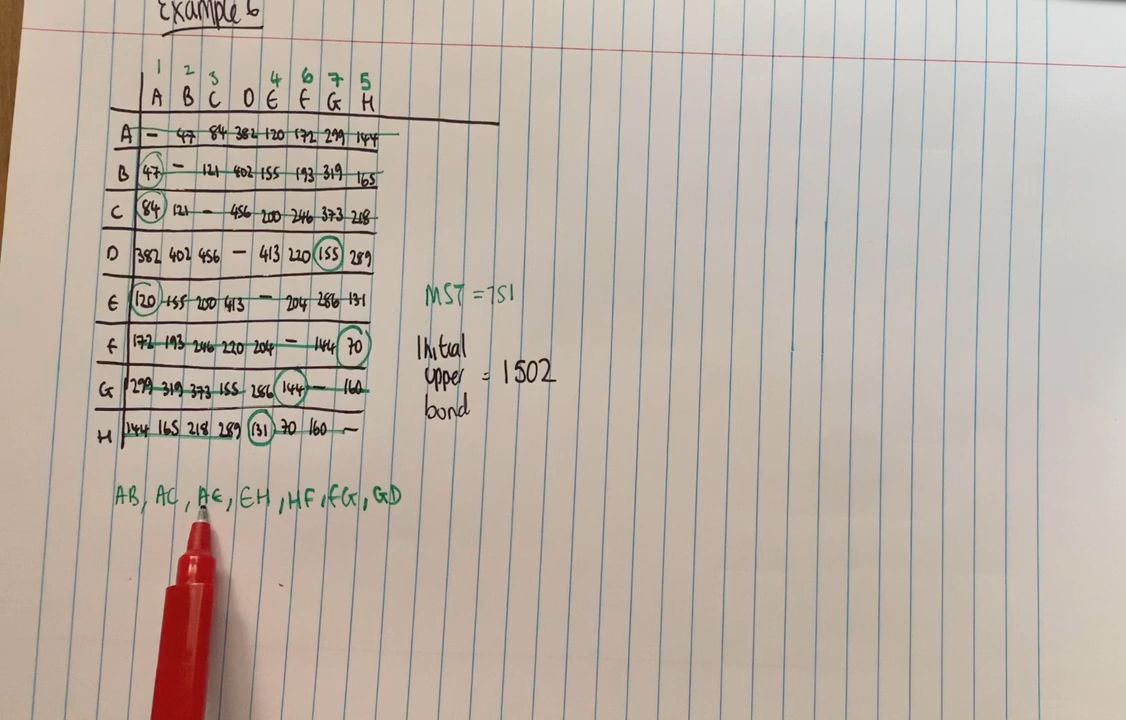 Example 6
1 2 3 4 6 7 5
A B C D E F G H
A - 47 84 382 120 172 299 144
B 47 - 121 402 155 193 319 165
C 84 121 - 456 200 246 373 218
D 382 402 456 - 413 220 155 289
E 120 155 200 413 - 204 286 131
F 172 193 246 220 204 - 144 70
G 299 319 373 155 286 144 - 160
H 144 165 218 289 131 70 160 -
MST = 751
Initial
upper = 1502
bond
AB, AC, AE, EH, HF, FG, GD